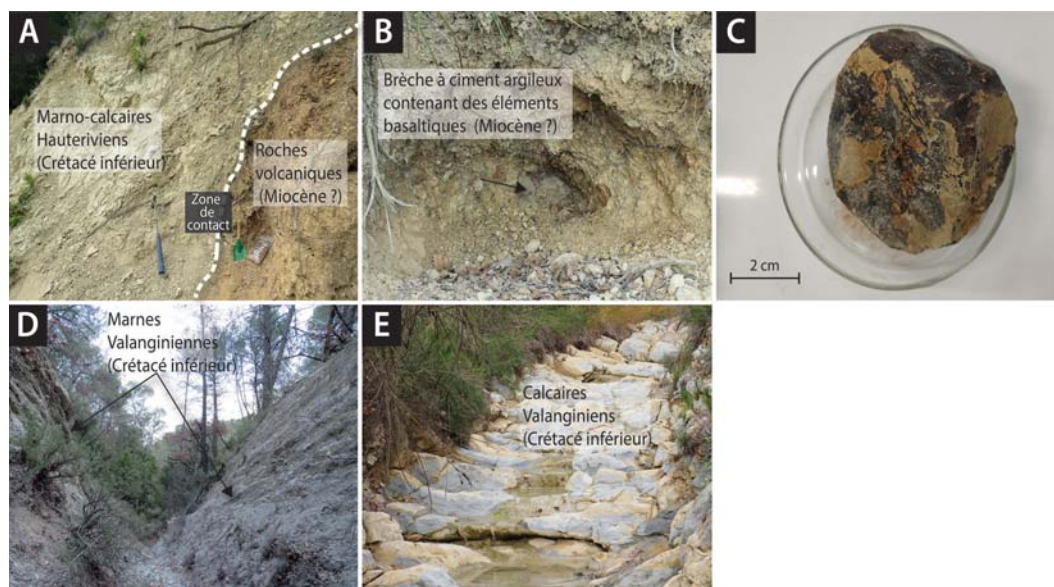 A
Marno-calcaires
Hauteriviens
(Crétacé inférieur)
Roches
volcaniques
(Miocène ?)
Zone
de
contact
B
Brèche à ciment argileux
contenant des éléments
basaltiques (Miocène ?)
C
2 cm
D
Marnes
Valanginiennes
(Crétacé inférieur)
E
Calcaires
Valanginiens
(Crétacé inférieur)